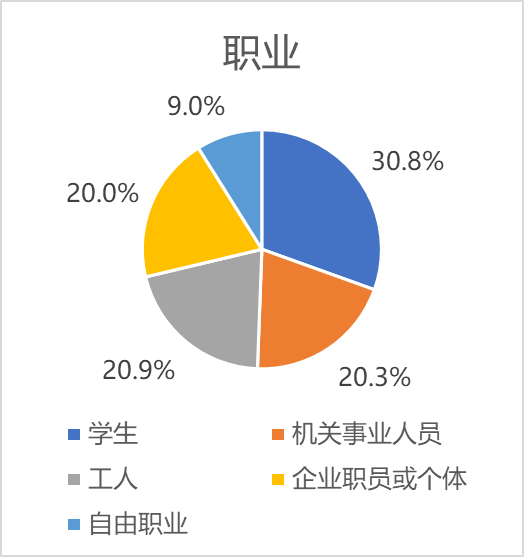 职业
9.0%
30.8%
20.0%
20.9%
20.3%
学生
机关事业人员
工人
企业职员或个体
自由职业